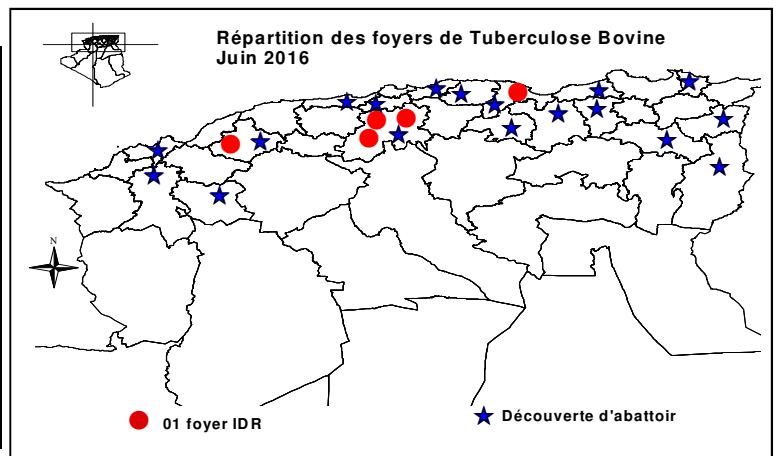 Répartition des foyers de Tuberculose Bovine
Juin 2016
N
01 foyer IDR
Découverte d'abattoir